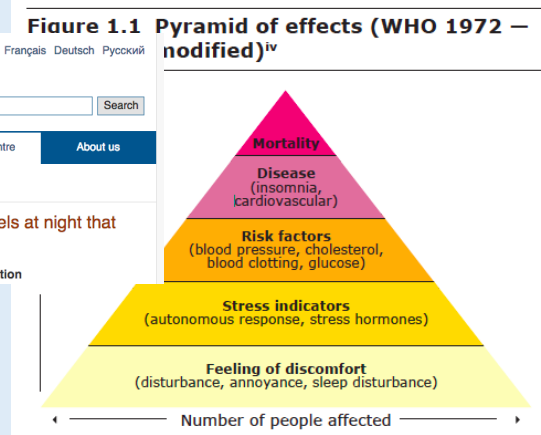 Figure 1.1 Pyramid of effects (WHO 1972 —
modified)iv
Français Deutsch Русский
Search
ntre
About us
els at night that
tion
Mortality
Disease
(insomnia,
cardiovascular)
Risk factors
(blood pressure, cholesterol,
blood clotting, glucose)
Stress indicators
(autonomous response, stress hormones)
Feeling of discomfort
(disturbance, annoyance, sleep disturbance)
Number of people affected